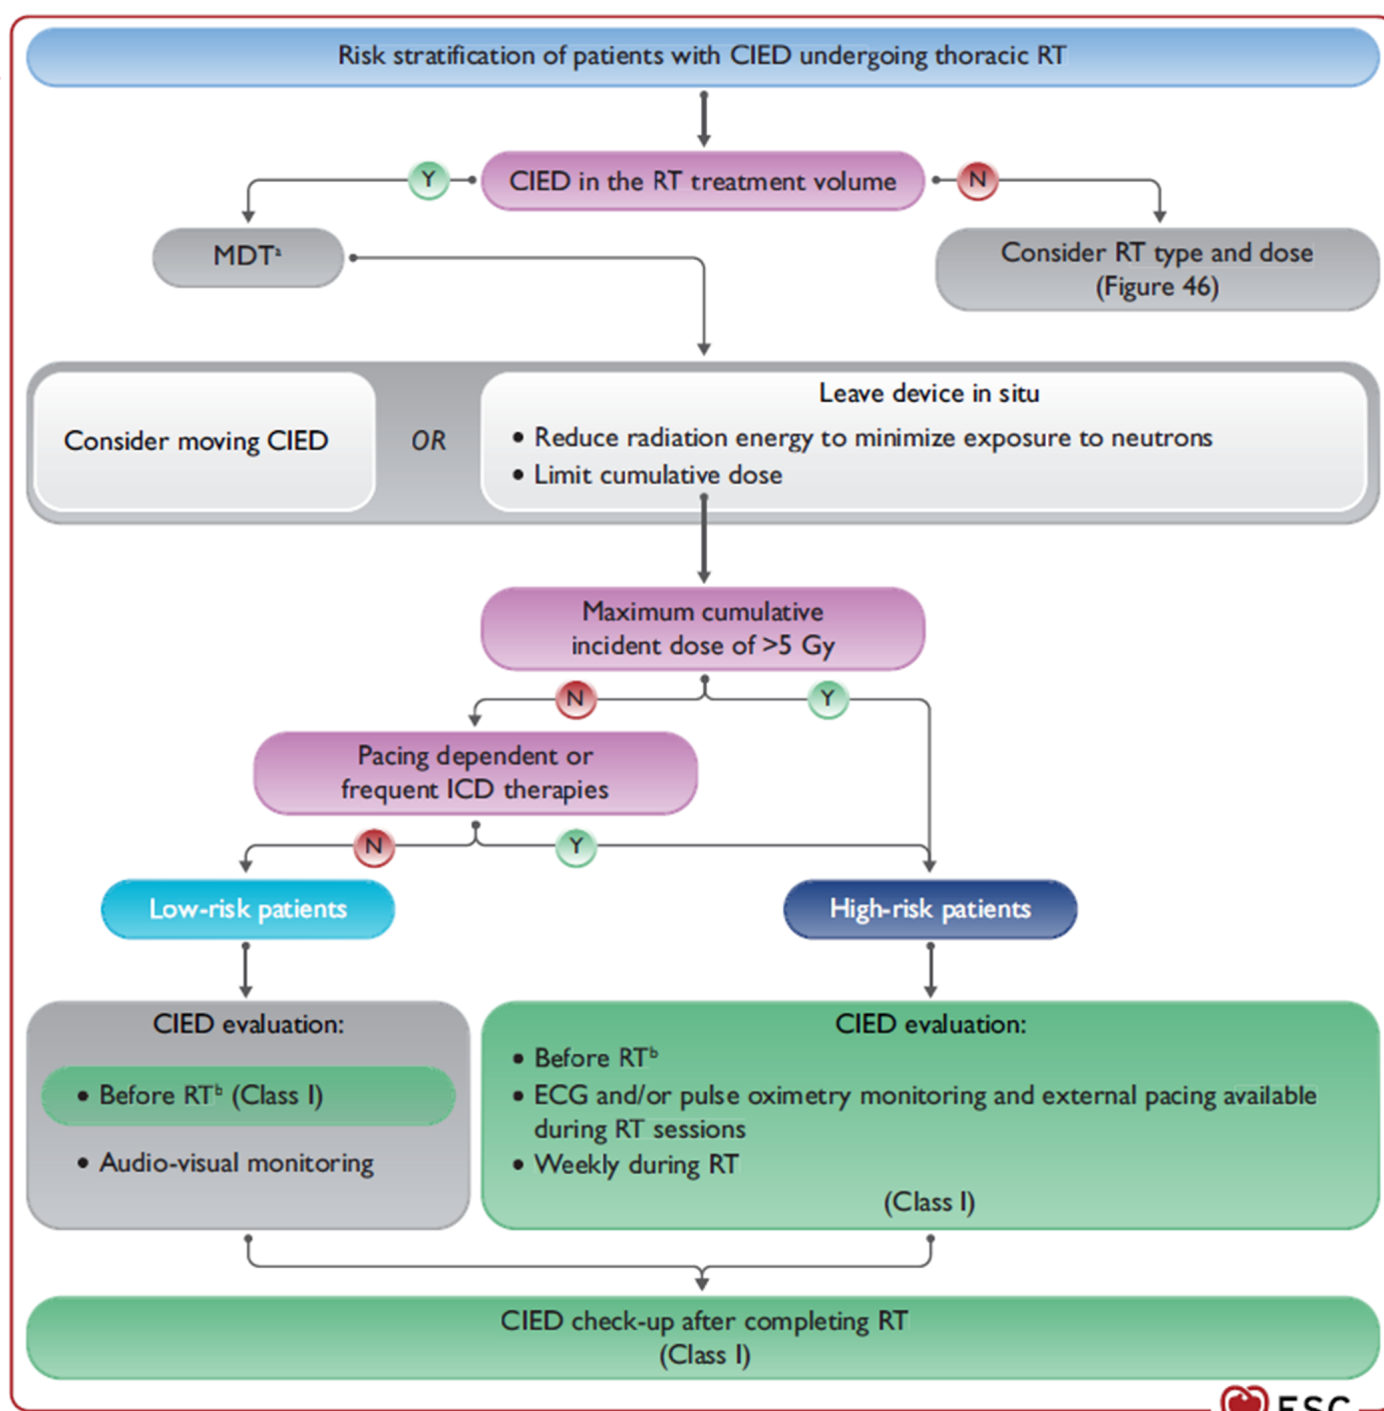 Risk stratification of patients with CIED undergoing thoracic RT
Y
CIED in the RT treatment volume
N
MDTᵃ
Consider RT type and dose
(Figure 46)
Consider moving CIED
OR
Leave device in situ
• Reduce radiation energy to minimize exposure to neutrons
• Limit cumulative dose
Maximum cumulative
incident dose of >5 Gy
N
Y
Pacing dependent or
frequent ICD therapies
N
Y
Low-risk patients
High-risk patients
CIED evaluation:
• Before RTᵇ (Class I)
• Audio-visual monitoring
CIED evaluation:
• Before RTᵇ
• ECG and/or pulse oximetry monitoring and external pacing available
during RT sessions
• Weekly during RT
(Class I)
CIED check-up after completing RT
(Class I)
ESC